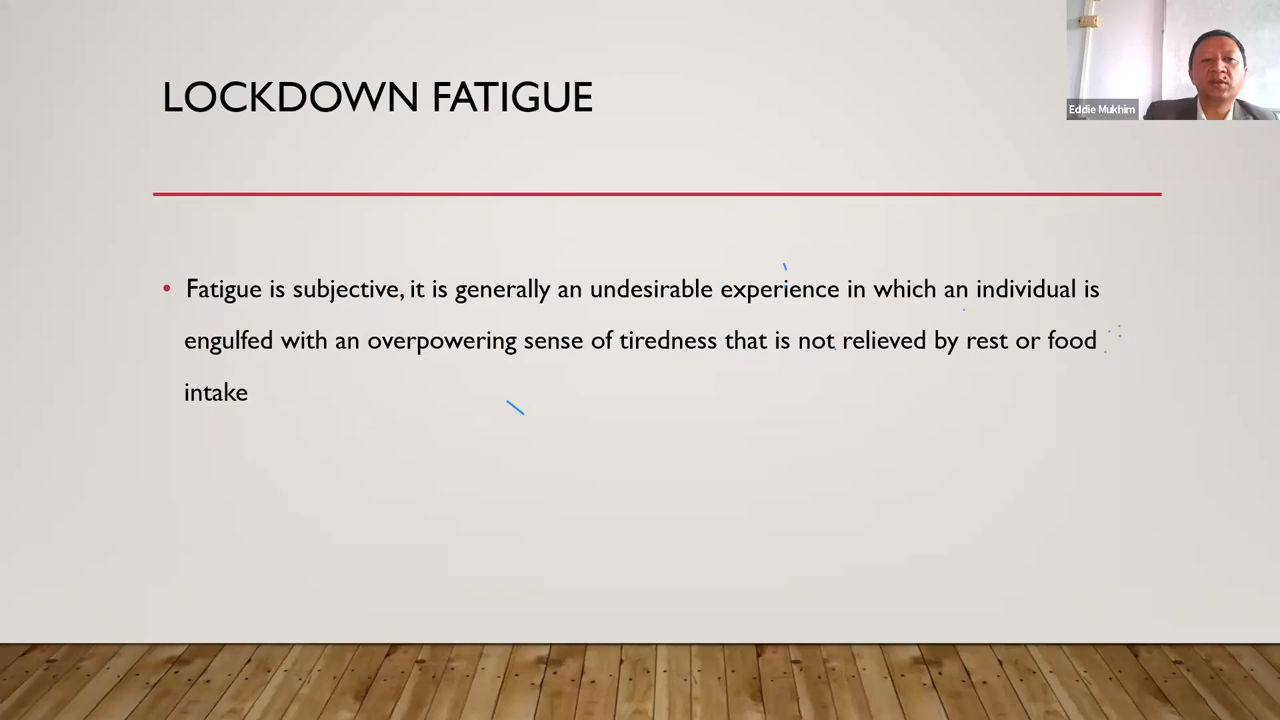 LOCKDOWN FATIGUE
Eddie Mukhim
• Fatigue is subjective, it is generally an undesirable experience in which an individual is
engulfed with an overpowering sense of tiredness that is not relieved by rest or food
intake